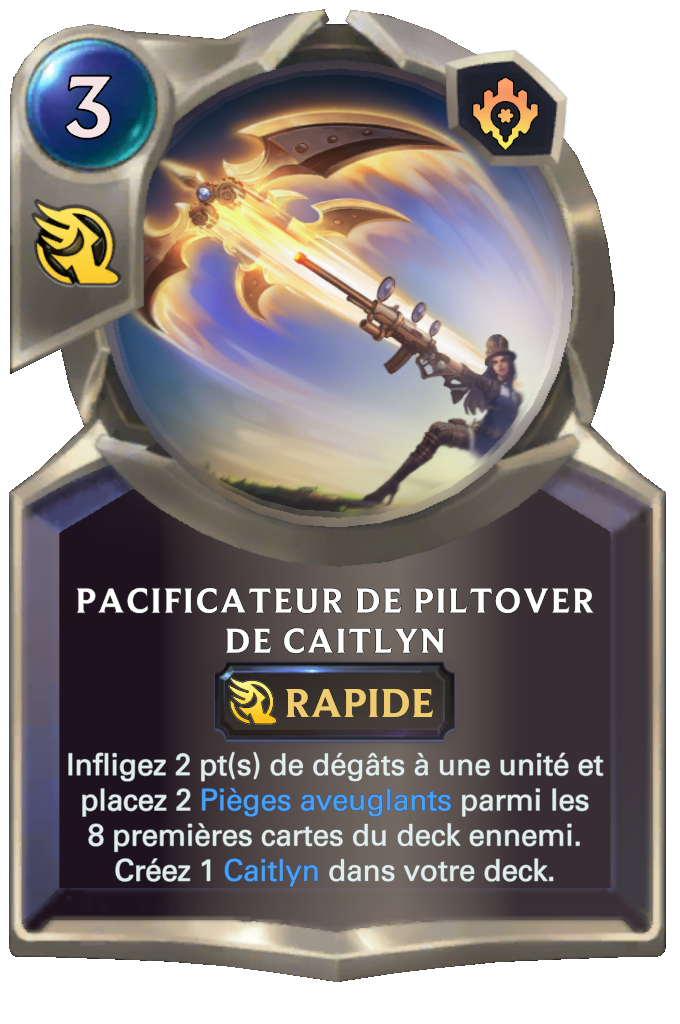 3
PACIFICATEUR DE PILTOVER
DE CAITLYN
RAPIDE
Infligez 2 pt(s) de dégâts à une unité et
placez 2 Pièges aveuglants parmi les
8 premières cartes du deck ennemi.
Créez 1 Caitlyn dans votre deck.